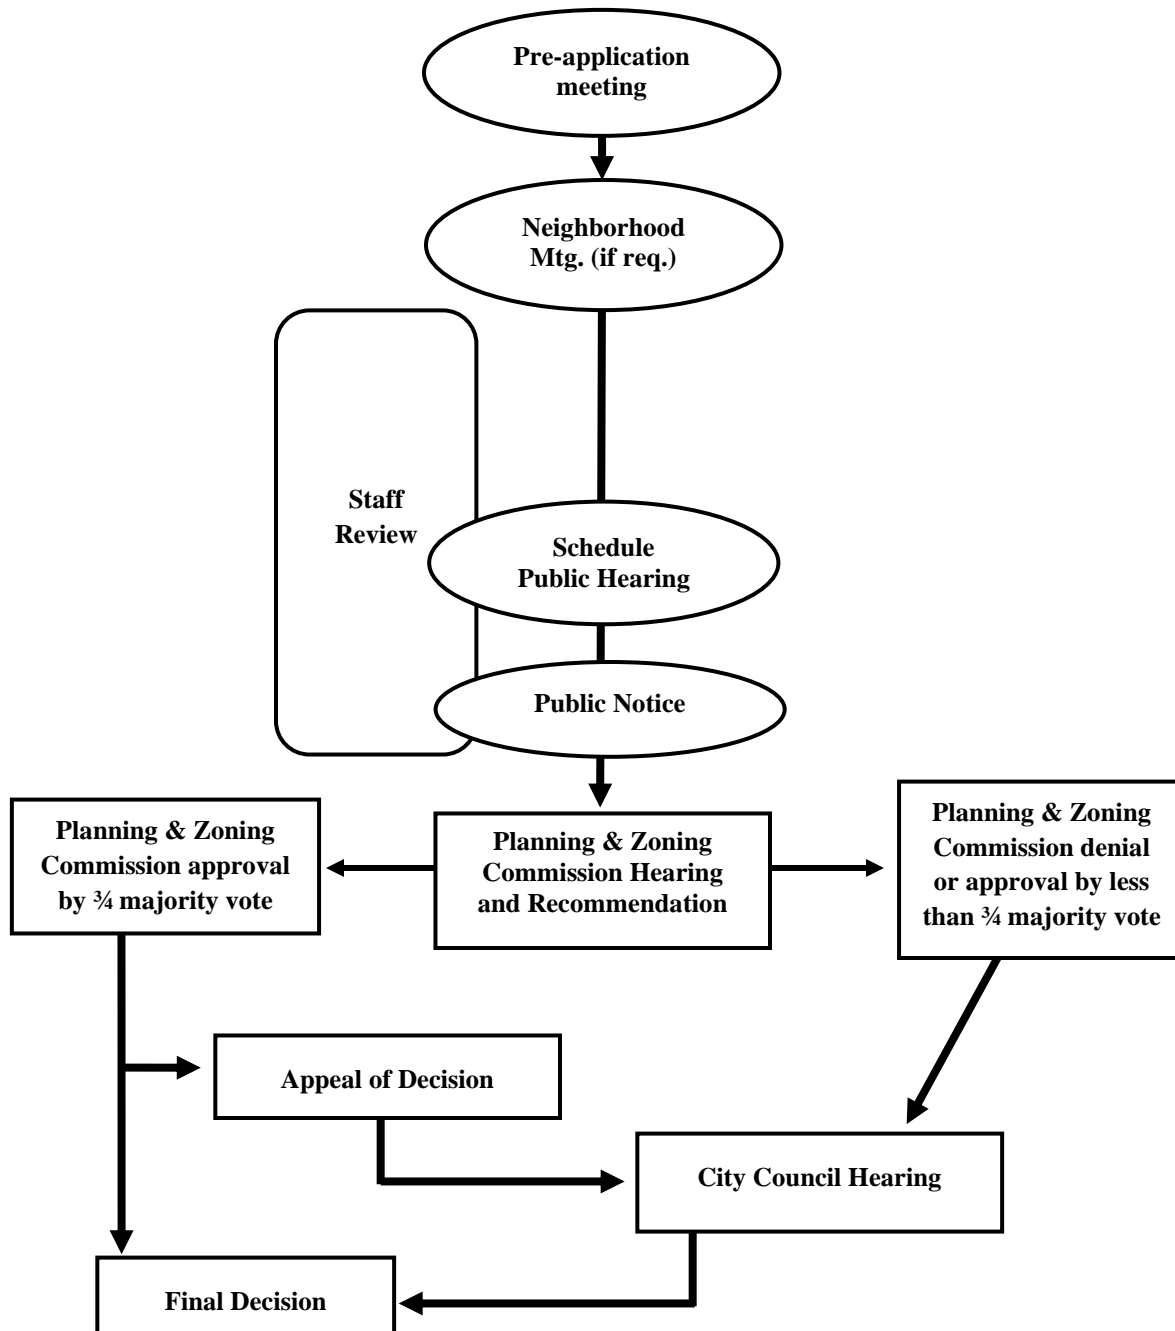 Pre-application
meeting
Neighborhood
Mtg. (if req.)
Staff
Review
Schedule
Public Hearing
Public Notice
Planning & Zoning
Commission approval
by ¾ majority vote
Planning & Zoning
Commission Hearing
and Recommendation
Planning & Zoning
Commission denial
or approval by less
than ¾ majority vote
Appeal of Decision
City Council Hearing
Final Decision